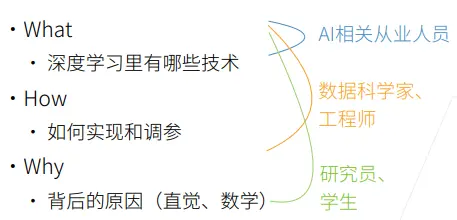 • What
• 深度学习里有哪些技术
• How
• 如何实现和调参
• Why
• 背后的原因（直觉、数学）
AI相关从业人员
数据科学家、
工程师
研究员、
学生